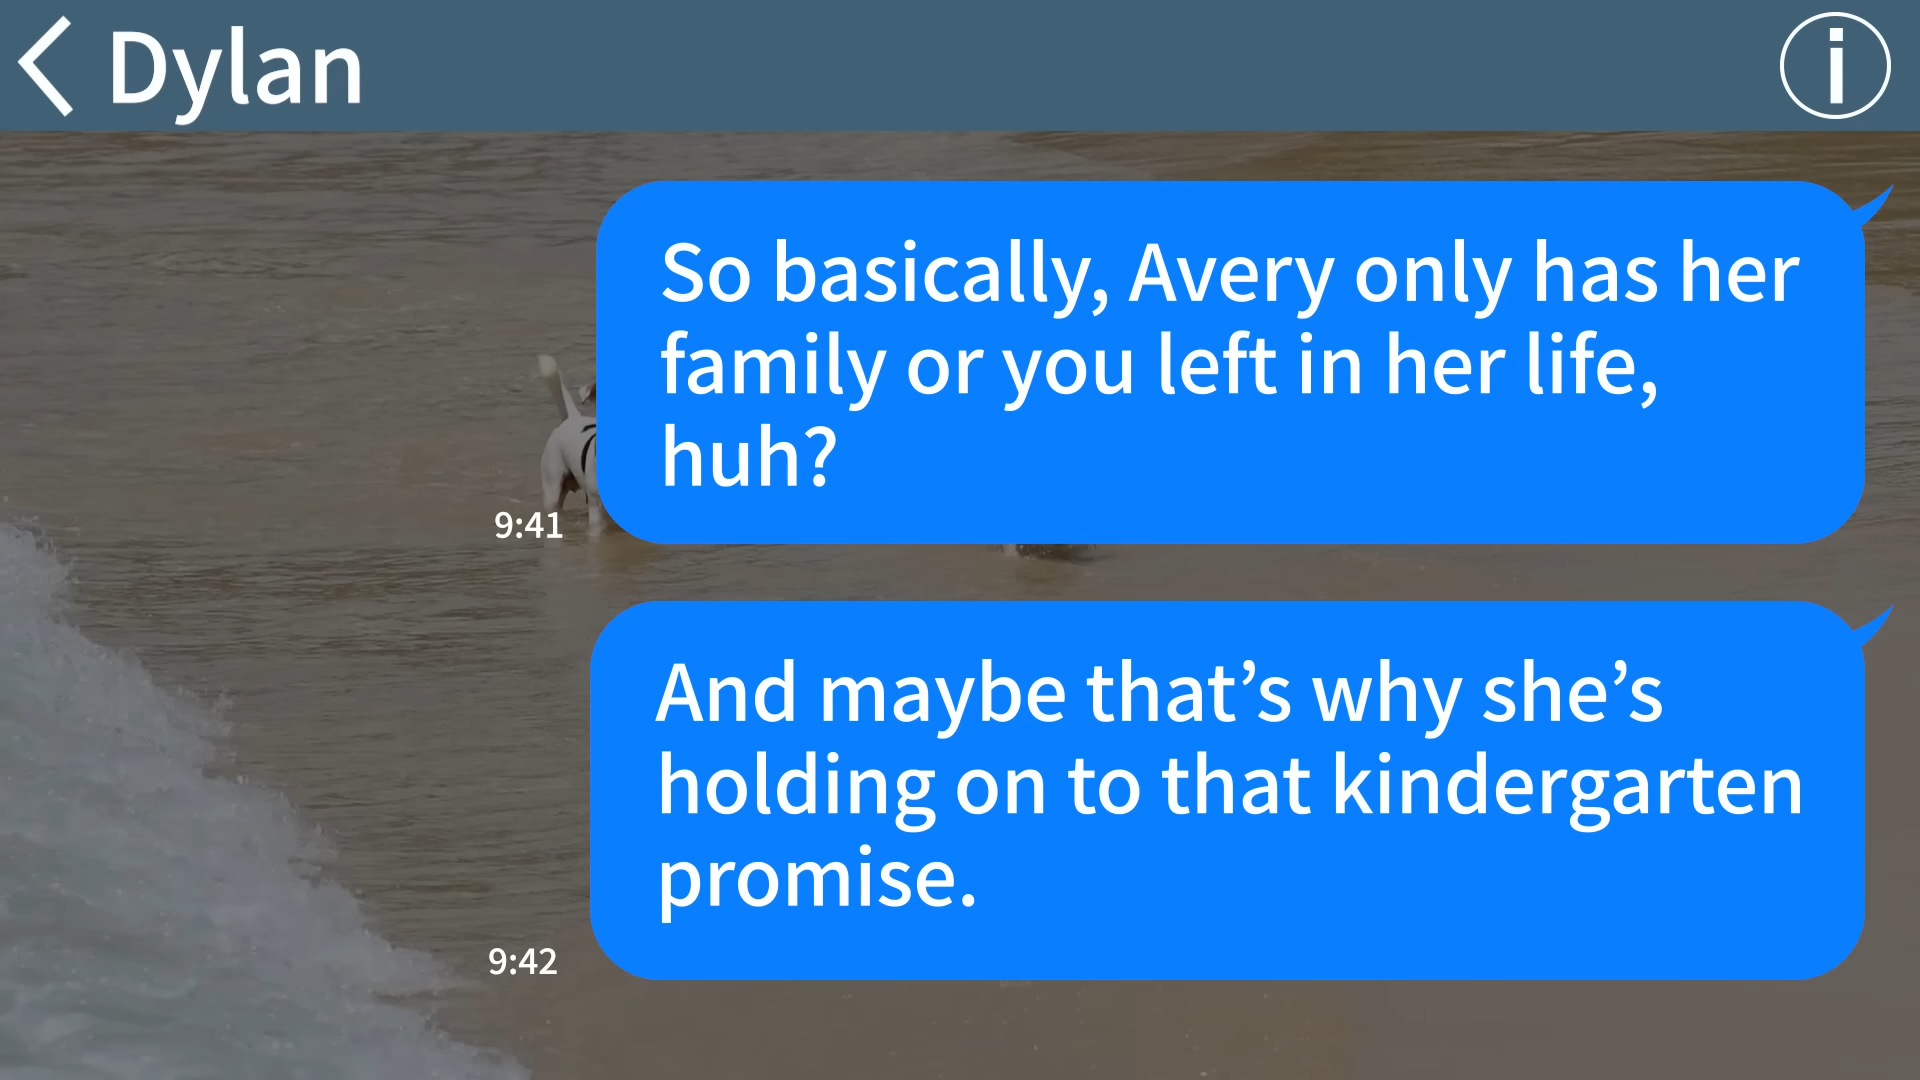 Dylan
So basically, Avery only has her
family or you left in her life,
huh?
9:41
And maybe that’s why she’s
holding on to that kindergarten
promise.
9:42